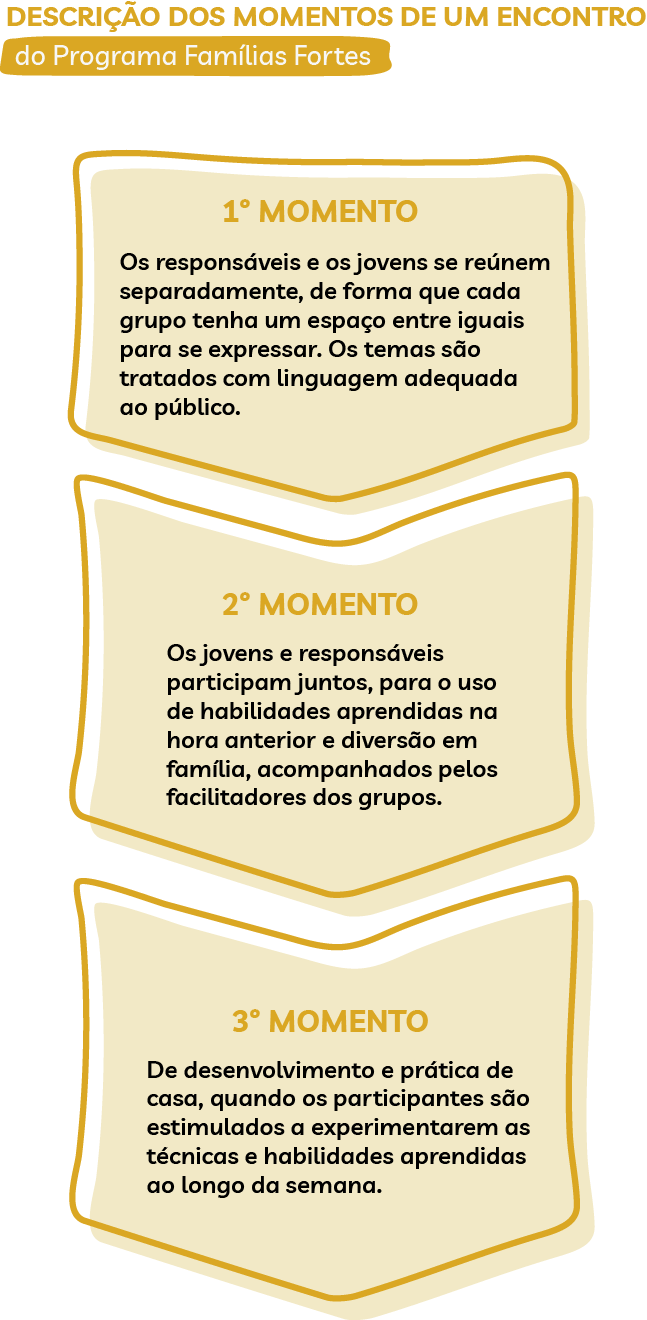 DESCRIÇÃO DOS MOMENTOS DE UM ENCONTRO
do Programa Famílias Fortes
1° MOMENTO
Os responsáveis e os jovens se reúnem
separadamente, de forma que cada
grupo tenha um espaço entre iguais
para se expressar. Os temas são
tratados com linguagem adequada
ao público.
2° MOMENTO
Os jovens e responsáveis
participam juntos, para o uso
de habilidades aprendidas na
hora anterior e diversão em
família, acompanhados pelos
facilitadores dos grupos.
3° MOMENTO
De desenvolvimento e prática de
casa, quando os participantes são
estimulados a experimentarem as
técnicas e habilidades aprendidas
ao longo da semana.